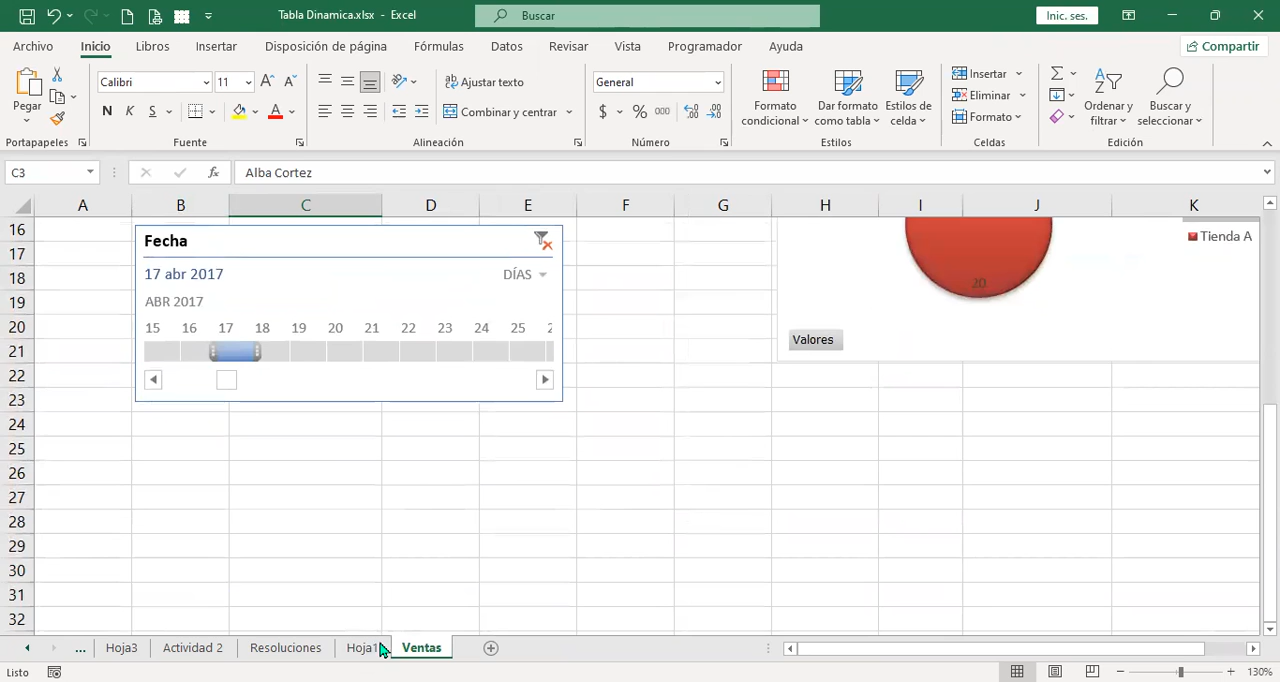 Tabla Dinamica.xlsx - Excel
Buscar
Inic. ses.
Archivo Inicio Libros Insertar Disposición de página Fórmulas Datos Revisar Vista Programador Ayuda Compartir
Pegar
Portapapeles
Calibri 11
N K S
Fuente
Ajustar texto
Combinar y centrar
Alineación
General
$ % 000
Número
Formato condicional
Dar formato como tabla
Estilos de celda
Estilos
Insertar
Eliminar
Formato
Celdas
Ordenar y filtrar
Buscar y seleccionar
Edición
C3 fx Alba Cortez
A B C D E F G H I J K
16
17
18
19
20
21
22
23
24
25
26
27
28
29
30
31
32
Fecha
17 abr 2017 DÍAS
ABR 2017
15 16 17 18 19 20 21 22 23 24 25
20
Tienda A
Valores
... Hoja3 Actividad 2 Resoluciones Hoja1 Ventas
Listo 130%